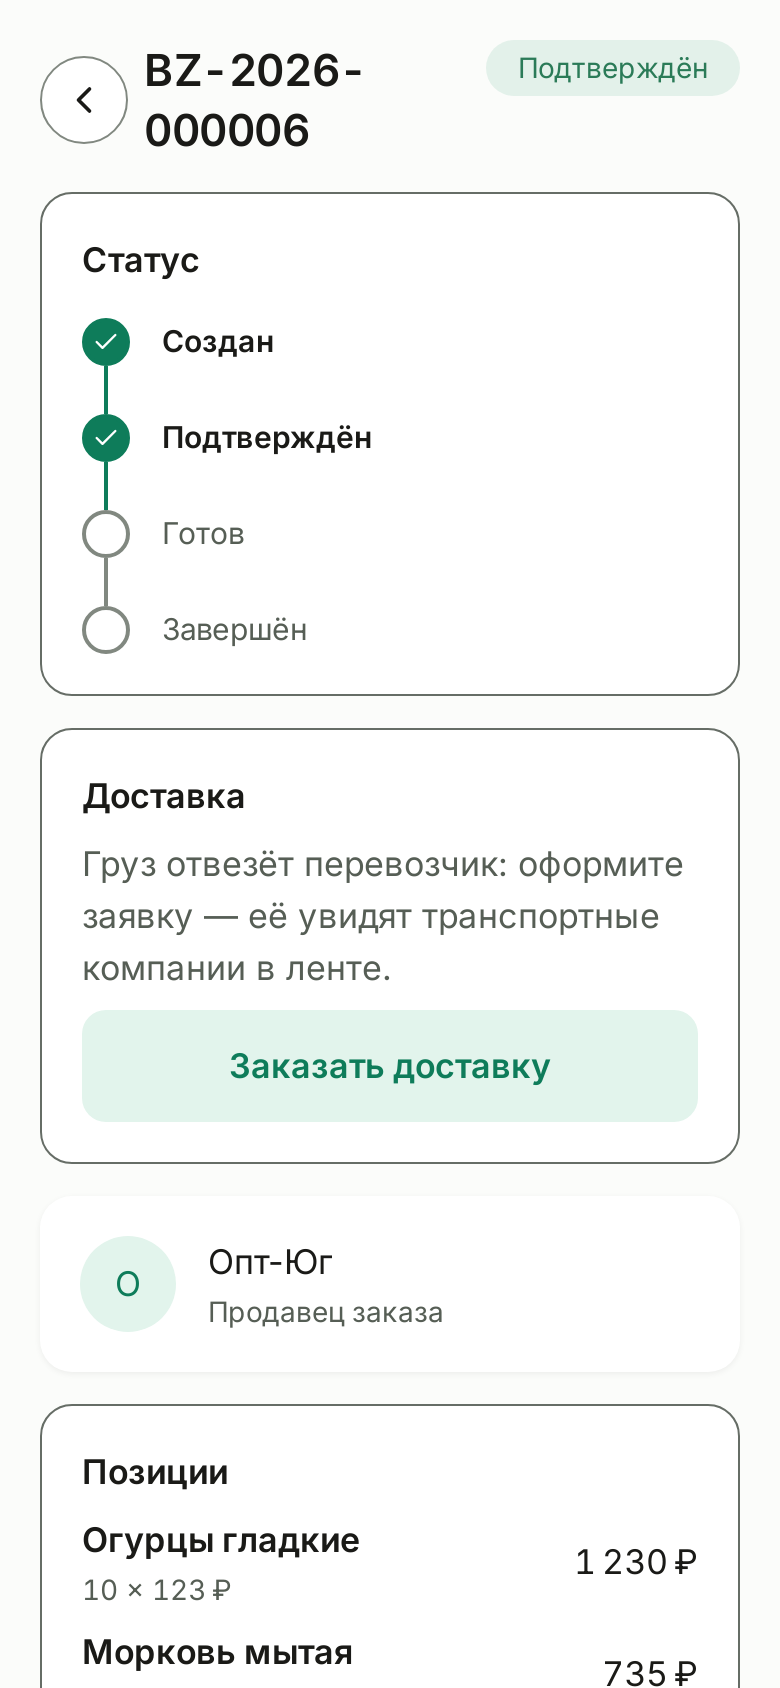 BZ-2026-
000006
Подтверждён
Статус
Создан
Подтверждён
Готов
Завершён
Доставка
Груз отвезёт перевозчик: оформите
заявку — её увидят транспортные
компании в ленте.
Заказать доставку
О
Опт-Юг
Продавец заказа
Позиции
Огурцы гладкие
1 230 ₽
10 × 123 ₽
Морковь мытая
735 ₽